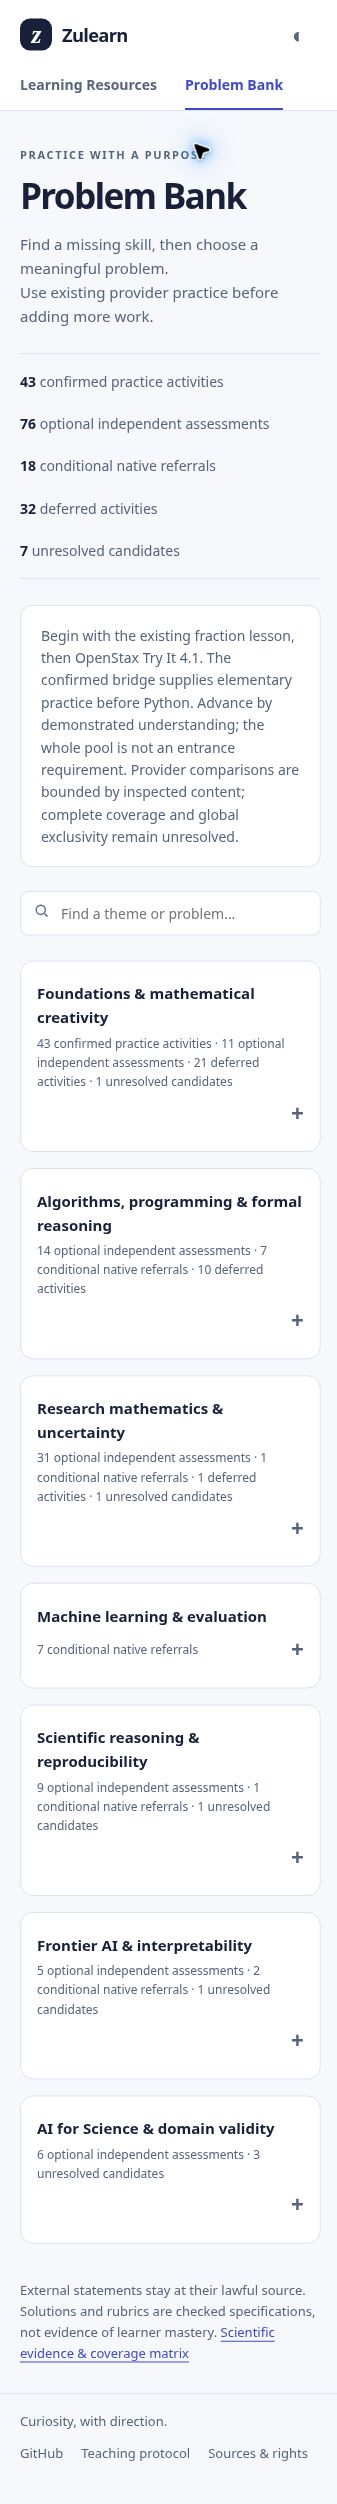 z Zulearn
Learning Resources Problem Bank
PRACTICE WITH A PURPOS
Problem Bank
Find a missing skill, then choose a
meaningful problem.
Use existing provider practice before
adding more work.
43 confirmed practice activities
76 optional independent assessments
18 conditional native referrals
32 deferred activities
7 unresolved candidates
Begin with the existing fraction lesson,
then OpenStax Try It 4.1. The
confirmed bridge supplies elementary
practice before Python. Advance by
demonstrated understanding; the
whole pool is not an entrance
requirement. Provider comparisons are
bounded by inspected content;
complete coverage and global
exclusivity remain unresolved.
Find a theme or problem...
Foundations & mathematical
creativity
43 confirmed practice activities · 11 optional
independent assessments · 21 deferred
activities · 1 unresolved candidates
+
Algorithms, programming & formal
reasoning
14 optional independent assessments · 7
conditional native referrals · 10 deferred
activities
+
Research mathematics &
uncertainty
31 optional independent assessments · 1
conditional native referrals · 1 deferred
activities · 1 unresolved candidates
+
Machine learning & evaluation
7 conditional native referrals +
Scientific reasoning &
reproducibility
9 optional independent assessments · 1
conditional native referrals · 1 unresolved
candidates
+
Frontier AI & interpretability
5 optional independent assessments · 2
conditional native referrals · 1 unresolved
candidates
+
AI for Science & domain validity
6 optional independent assessments · 3
unresolved candidates
+
External statements stay at their lawful source.
Solutions and rubrics are checked specifications,
not evidence of learner mastery. Scientific
evidence & coverage matrix
Curiosity, with direction.
GitHub Teaching protocol Sources & rights